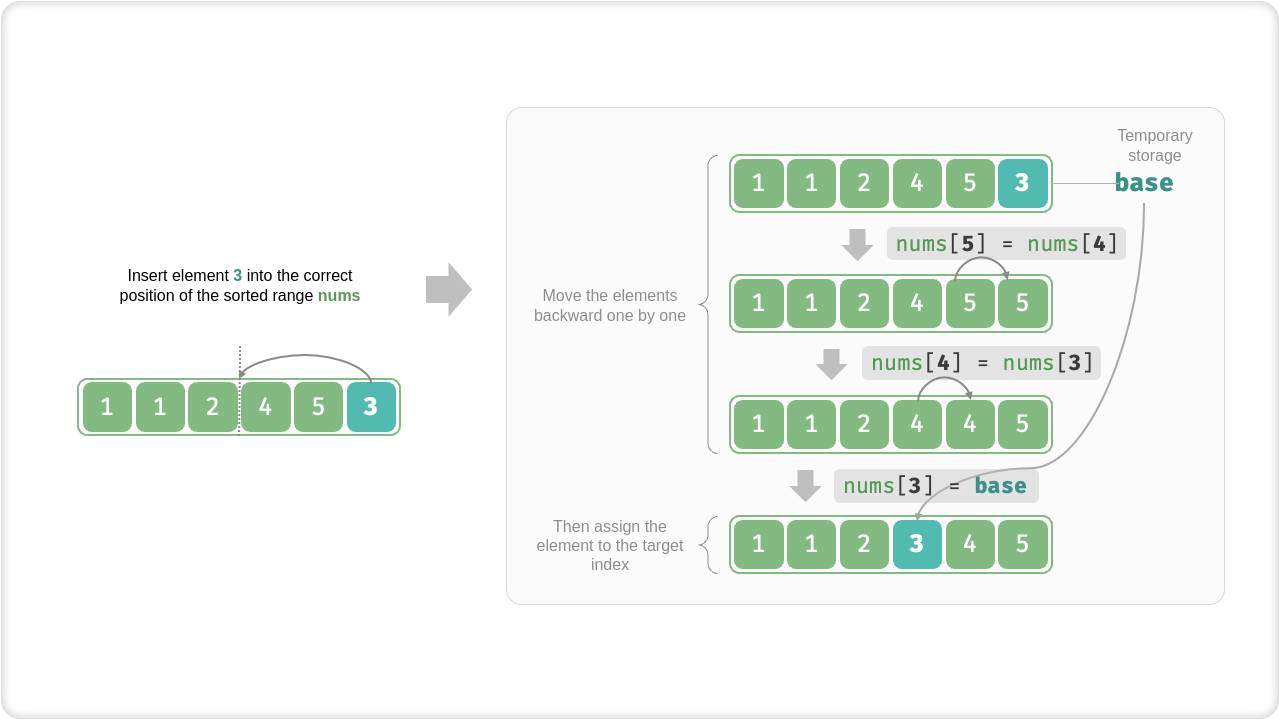 Insert element 3 into the correct
position of the sorted range nums
1 1 2 4 5 3
Temporary
storage
base
1 1 2 4 5 3
nums[5] = nums[4]
Move the elements
backward one by one
1 1 2 4 5 5
nums[4] = nums[3]
1 1 2 4 4 5
nums[3] = base
Then assign the
element to the target
index
1 1 2 3 4 5